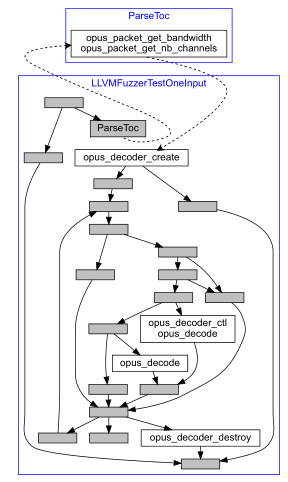 ParseToc
opus_packet_get_bandwidth
opus_packet_get_nb_channels
LLVMFuzzerTestOneInput
ParseToc
opus_decoder_create
opus_decoder_ctl
opus_decode
opus_decode
opus_decoder_destroy